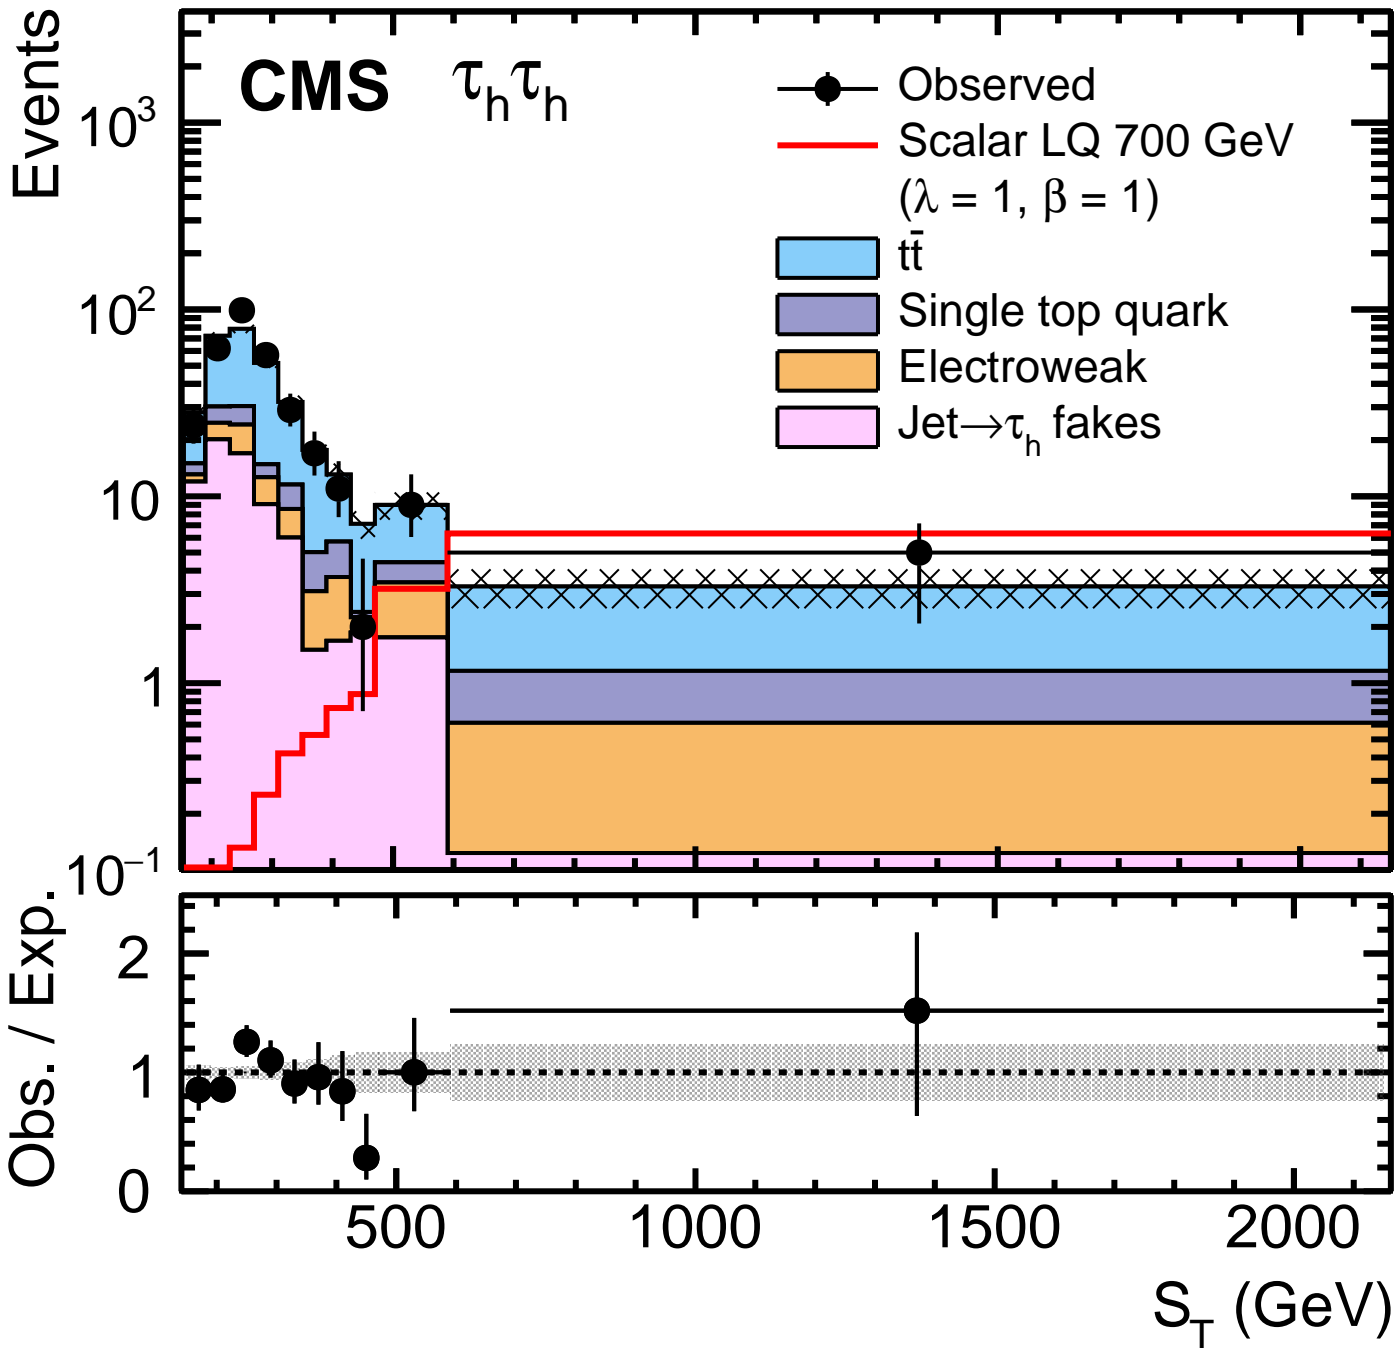 CMS τhτh
Events
10³
10²
10
1
10⁻¹
Observed
Scalar LQ 700 GeV
(λ = 1, β = 1)
tt̄
Single top quark
Electroweak
Jet→τh fakes
Obs. / Exp.
2
1
0
500 1000 1500 2000
S_T (GeV)